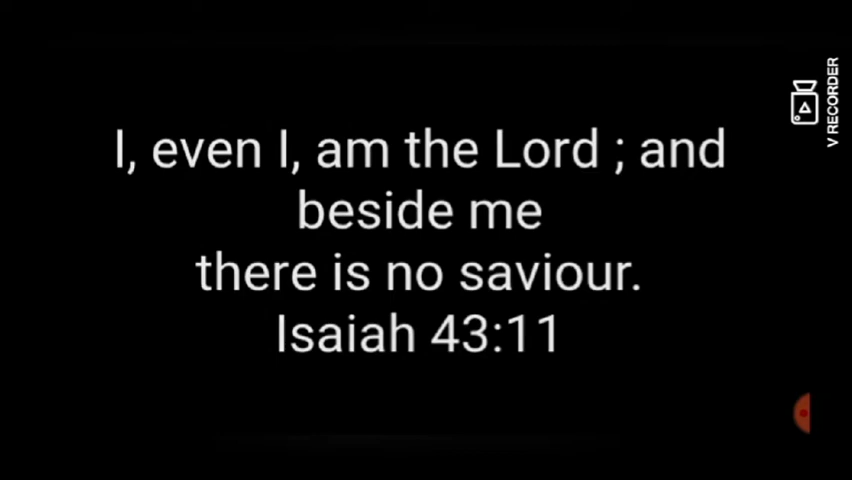 I, even I, am the Lord ; and
beside me
there is no saviour.
Isaiah 43:11
V RECORDER